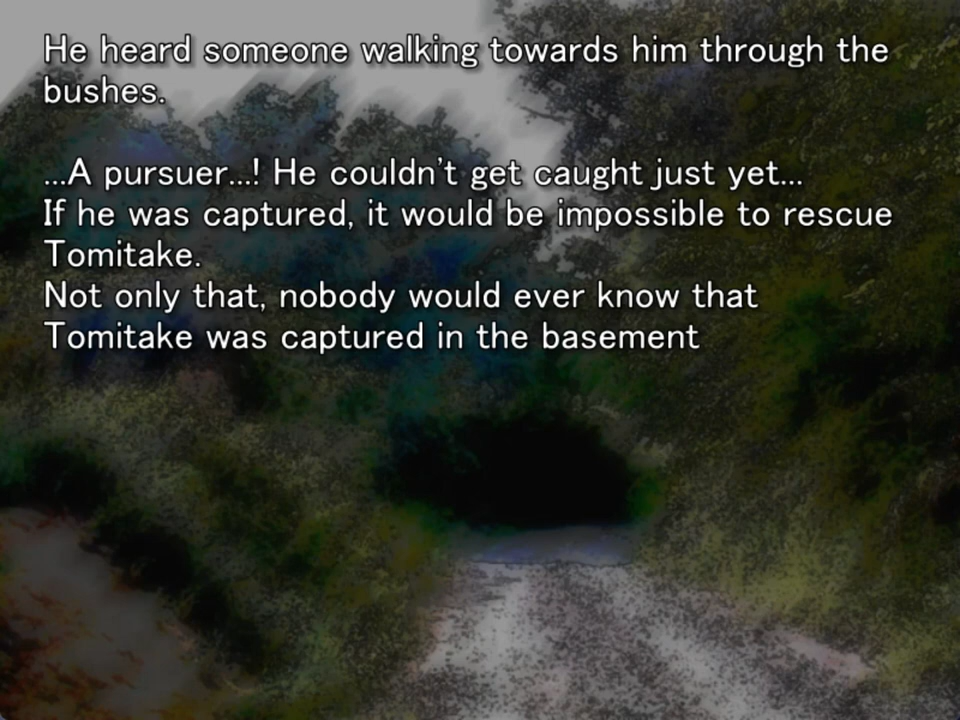 He heard someone walking towards him through the
bushes.
...A pursuer...! He couldn't get caught just yet...
If he was captured, it would be impossible to rescue
Tomitake.
Not only that, nobody would ever know that
Tomitake was captured in the basement